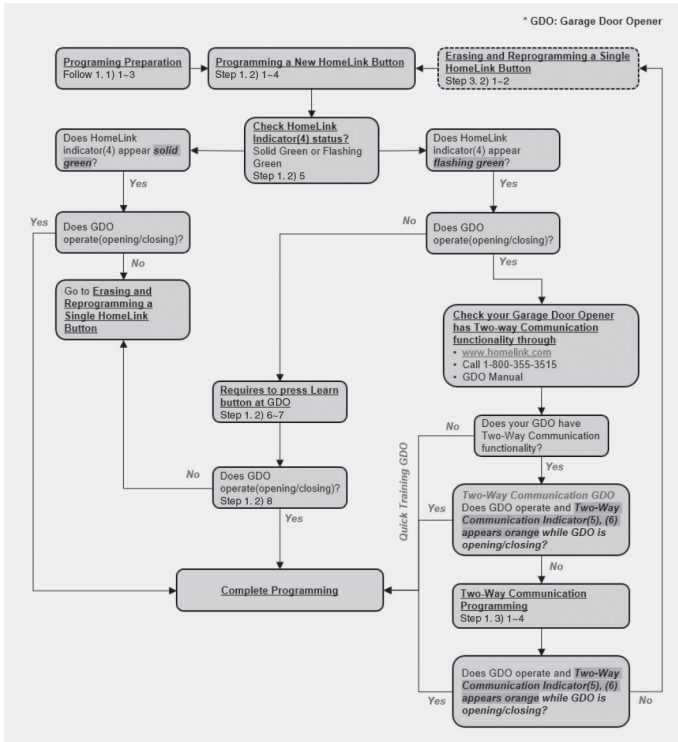 * GDO: Garage Door Opener
Programing Preparation
Follow 1. 1) 1~3
Programming a New HomeLink Button
Step 1. 2) 1~4
Erasing and Reprogramming a Single
HomeLink Button
Step 3. 2) 1~2
Does HomeLink
indicator(4) appear solid
green?
Check HomeLink
Indicator(4) status?
Solid Green or Flashing
Green
Step 1. 2) 5
Does HomeLink
indicator(4) appear
flashing green?
Yes
Yes
Yes
Does GDO
operate(opening/closing)?
No
Does GDO
operate(opening/closing)?
No
Yes
Go to Erasing and
Reprogramming a
Single HomeLink
Button
Check your Garage Door Opener
has Two-way Communication
functionality through
• www.homelink.com
• Call 1-800-355-3515
• GDO Manual
Requires to press Learn
button at GDO
Step 1. 2) 6~7
No
Does your GDO have
Two-Way Communication
functionality?
Yes
No
Does GDO
operate(opening/closing)?
Step 1. 2) 8
Yes
Quick Training GDO
Yes
Two-Way Communication GDO
Does GDO operate and Two-Way
Communication Indicator(5), (6)
appears orange while GDO is
opening/closing?
No
Complete Programming
Two-Way Communication
Programming
Step 1. 3) 1~4
Does GDO operate and Two-Way
Communication Indicator(5), (6)
appears orange while GDO is
opening/closing?
Yes
No